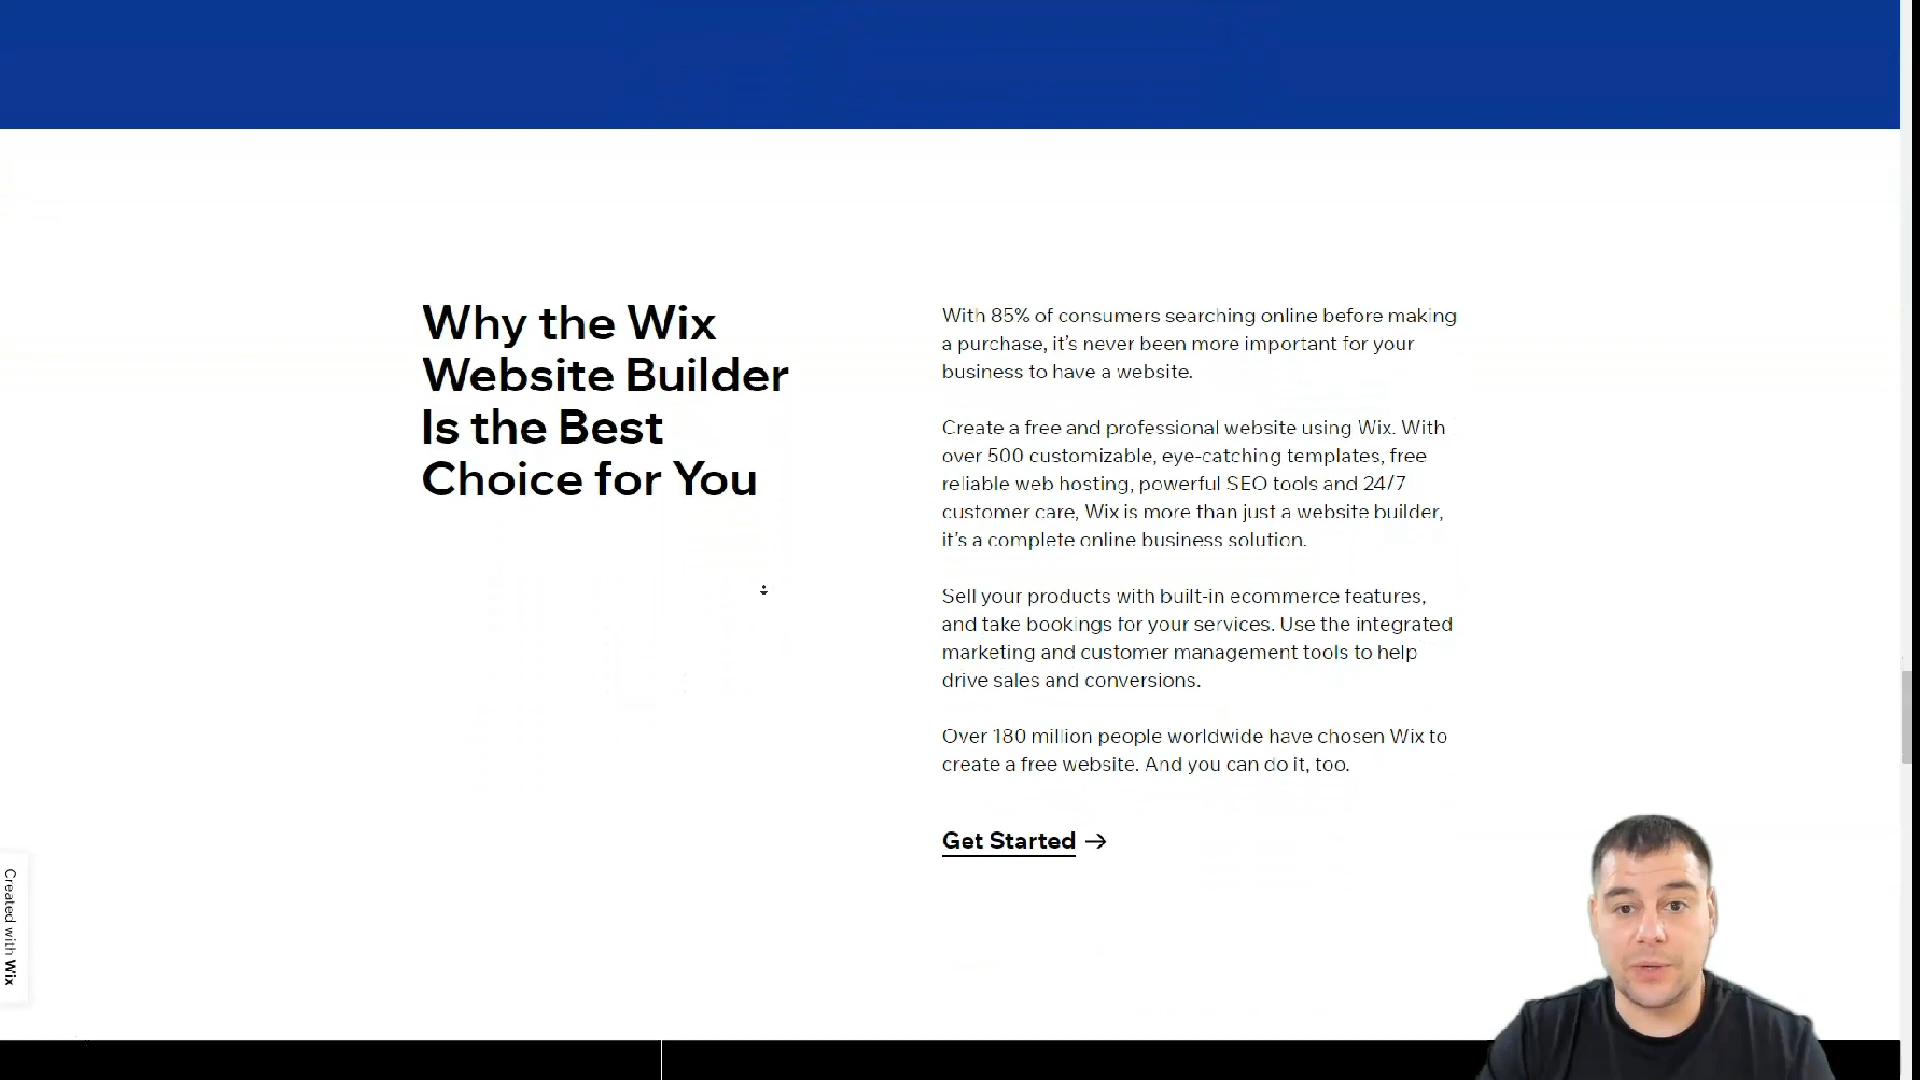 Why the Wix
Website Builder
Is the Best
Choice for You
With 85% of consumers searching online before making
a purchase, it's never been more important for your
business to have a website.
Create a free and professional website using Wix. With
over 500 customizable, eye-catching templates, free
reliable web hosting, powerful SEO tools and 24/7
customer care, Wix is more than just a website builder,
it's a complete online business solution.
Sell your products with built-in ecommerce features,
and take bookings for your services. Use the integrated
marketing and customer management tools to help
drive sales and conversions.
Over 180 million people worldwide have chosen Wix to
create a free website. And you can do it, too.
Get Started →
Created with Wix